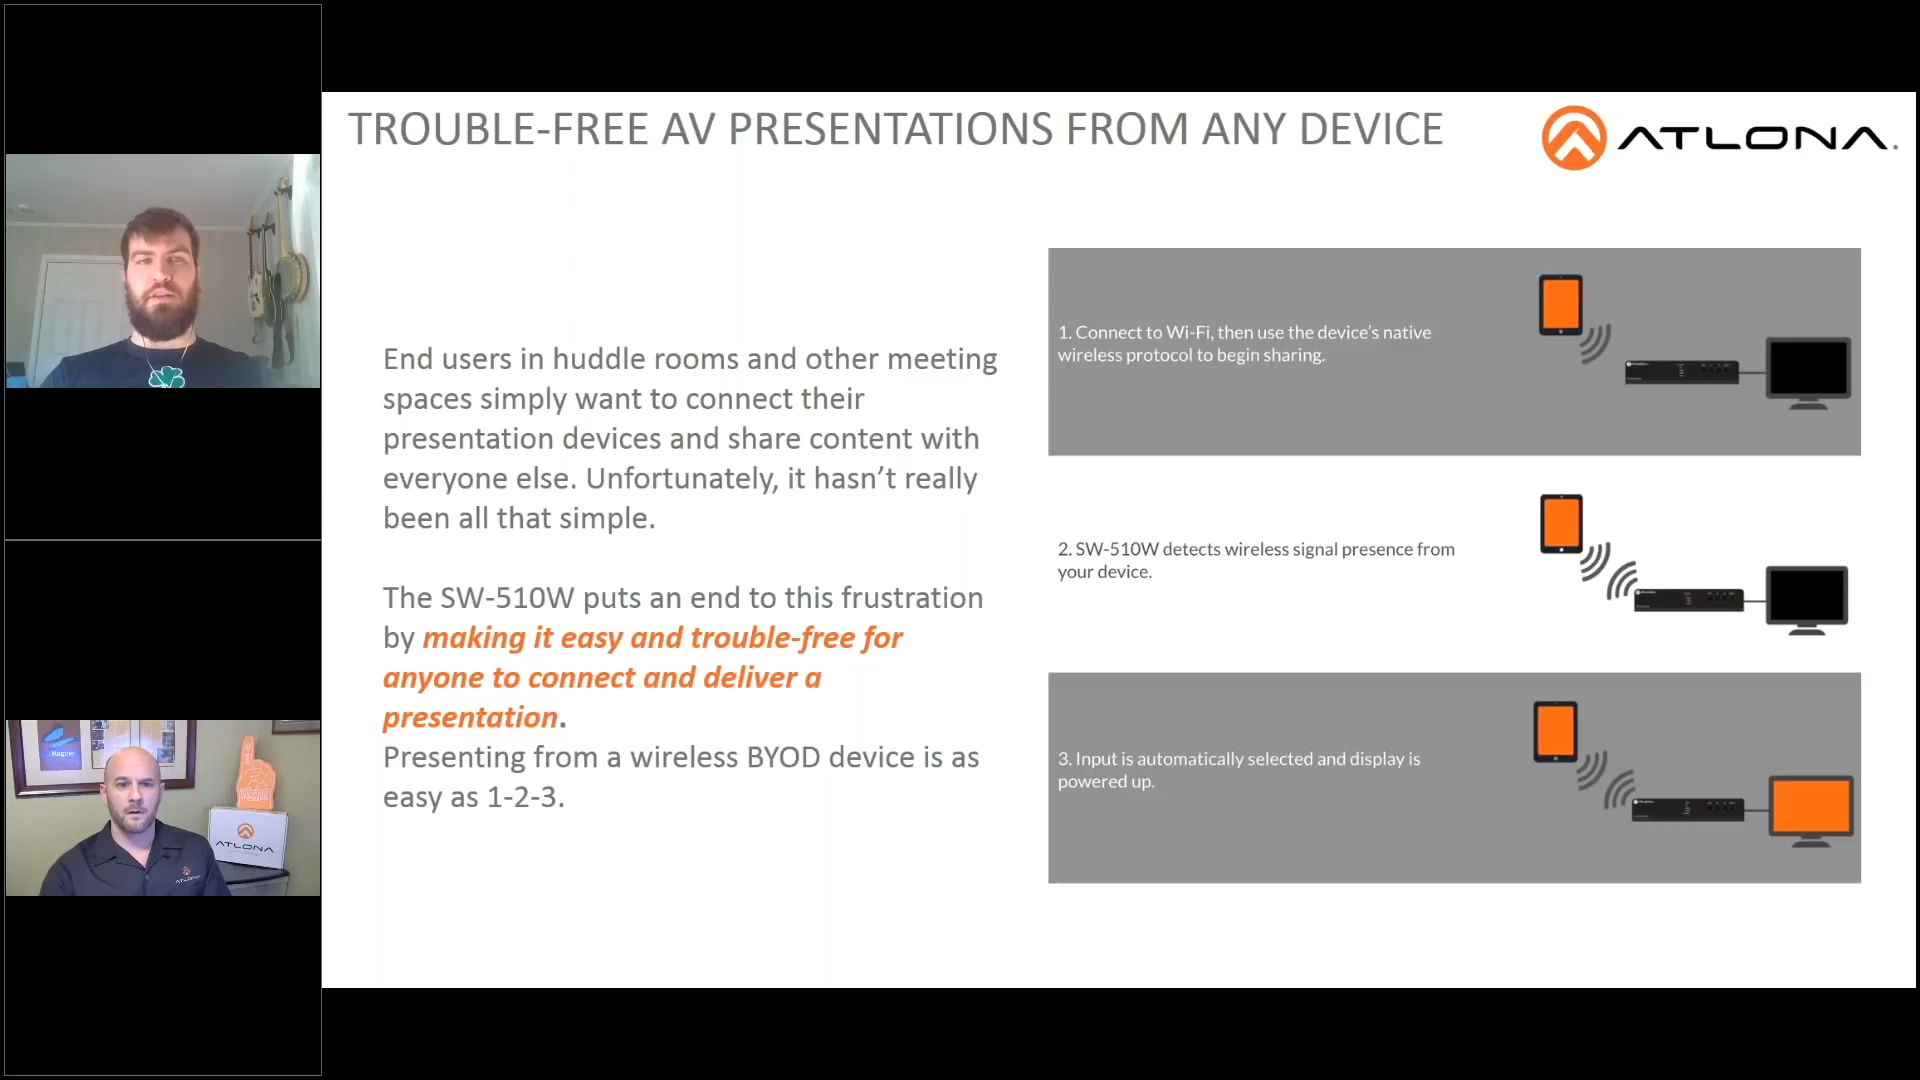 TROUBLE-FREE AV PRESENTATIONS FROM ANY DEVICE
ATLONA.
End users in huddle rooms and other meeting
spaces simply want to connect their
presentation devices and share content with
everyone else. Unfortunately, it hasn’t really
been all that simple.
The SW-510W puts an end to this frustration
by making it easy and trouble-free for
anyone to connect and deliver a
presentation.
Presenting from a wireless BYOD device is as
easy as 1-2-3.
1. Connect to Wi-Fi, then use the device’s native
wireless protocol to begin sharing.
2. SW-510W detects wireless signal presence from
your device.
3. Input is automatically selected and display is
powered up.
ATLONA
ATLONA